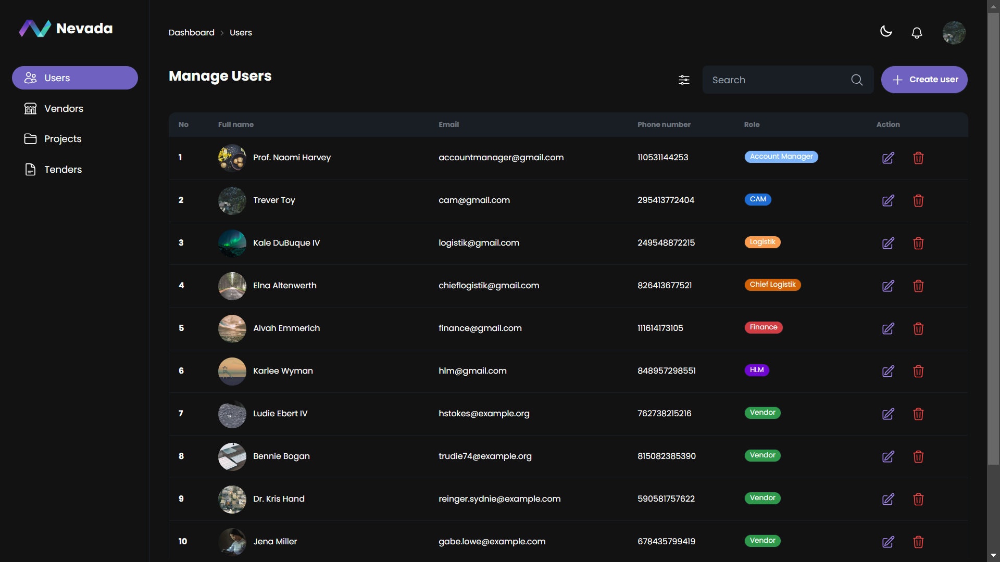 Nevada
Dashboard > Users
Users
Vendors
Projects
Tenders
Manage Users
Search
Create user
No Full name Email Phone number Role Action
1 Prof. Naomi Harvey accountmanager@gmail.com 110531144253 Account Manager
2 Trever Toy cam@gmail.com 295413772404 CAM
3 Kale DuBuque IV logistik@gmail.com 249548872215 Logistik
4 Elna Altenwerth chieflogistik@gmail.com 826413677521 Chief Logistik
5 Alvah Emmerich finance@gmail.com 111614173105 Finance
6 Karlee Wyman hlm@gmail.com 848957298551 HLM
7 Ludie Ebert IV hstokes@example.org 762738215216 Vendor
8 Bennie Bogan trudie74@example.org 815082385390 Vendor
9 Dr. Kris Hand reinger.sydnie@example.com 590581757622 Vendor
10 Jena Miller gabe.lowe@example.com 678435799419 Vendor